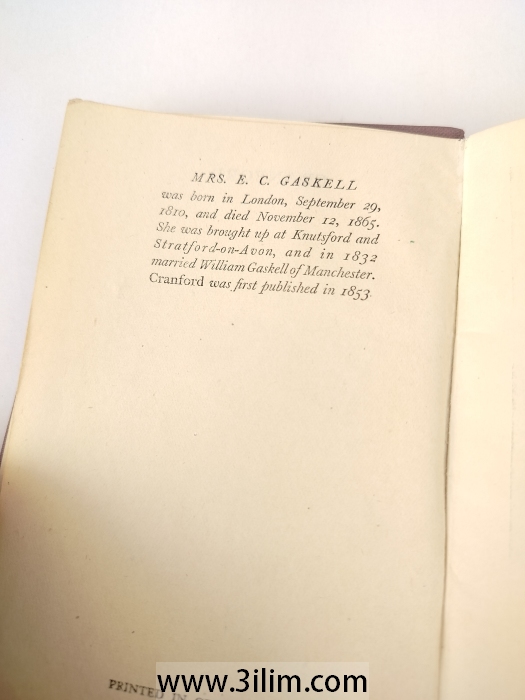 MRS. E. C. GASKELL
was born in London, September 29,
1810, and died November 12, 1865.
She was brought up at Knutsford and
Stratford-on-Avon, and in 1832
married William Gaskell of Manchester.
Cranford was first published in 1853
PRINTED IN
www.3ilim.com